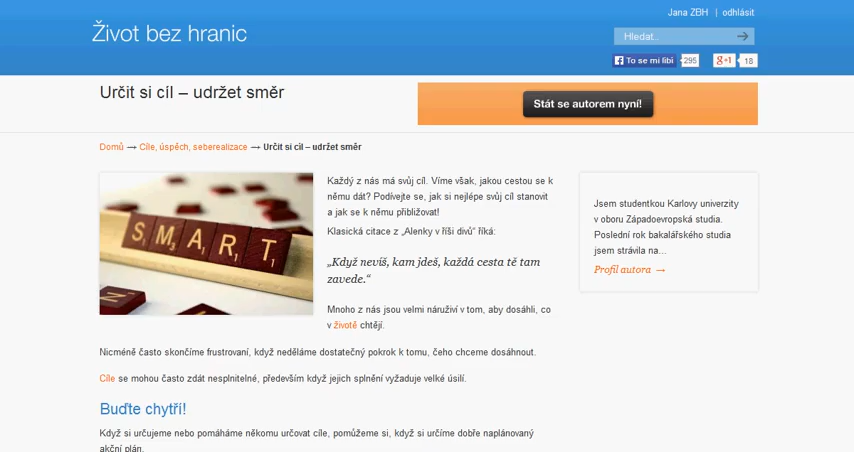 Život bez hranic
Jana ZBH | odhlásit
Hledat..
To se mi líbí 295
g+1 18
Určit si cíl – udržet směr
Stát se autorem nyní!
Domů → Cíle, úspěch, seberealizace → Určit si cíl – udržet směr
SMART
Každý z nás má svůj cíl. Víme však, jakou cestou se k
němu dát? Podívejte se, jak si nejlépe svůj cíl stanovit
a jak se k němu přibližovat!
Klasická citace z „Alenky v říši divů” říká:
„Když nevíš, kam jdeš, každá cesta tě tam
zavede.“
Mnoho z nás jsou velmi náruživí v tom, aby dosáhli, co
v životě chtějí.
Nicméně často skončíme frustrovaní, když neděláme dostatečný pokrok k tomu, čeho chceme dosáhnout.
Cíle se mohou často zdát nesplnitelné, především když jejich splnění vyžaduje velké úsilí.
Buďte chytří!
Když si určujeme nebo pomáháme někomu určovat cíle, pomůžeme si, když si určíme dobře naplánovaný
akční plán.
Jsem studentkou Karlovy univerzity
v oboru Západoevropská studia.
Poslední rok bakalářského studia
jsem strávila na...
Profil autora →